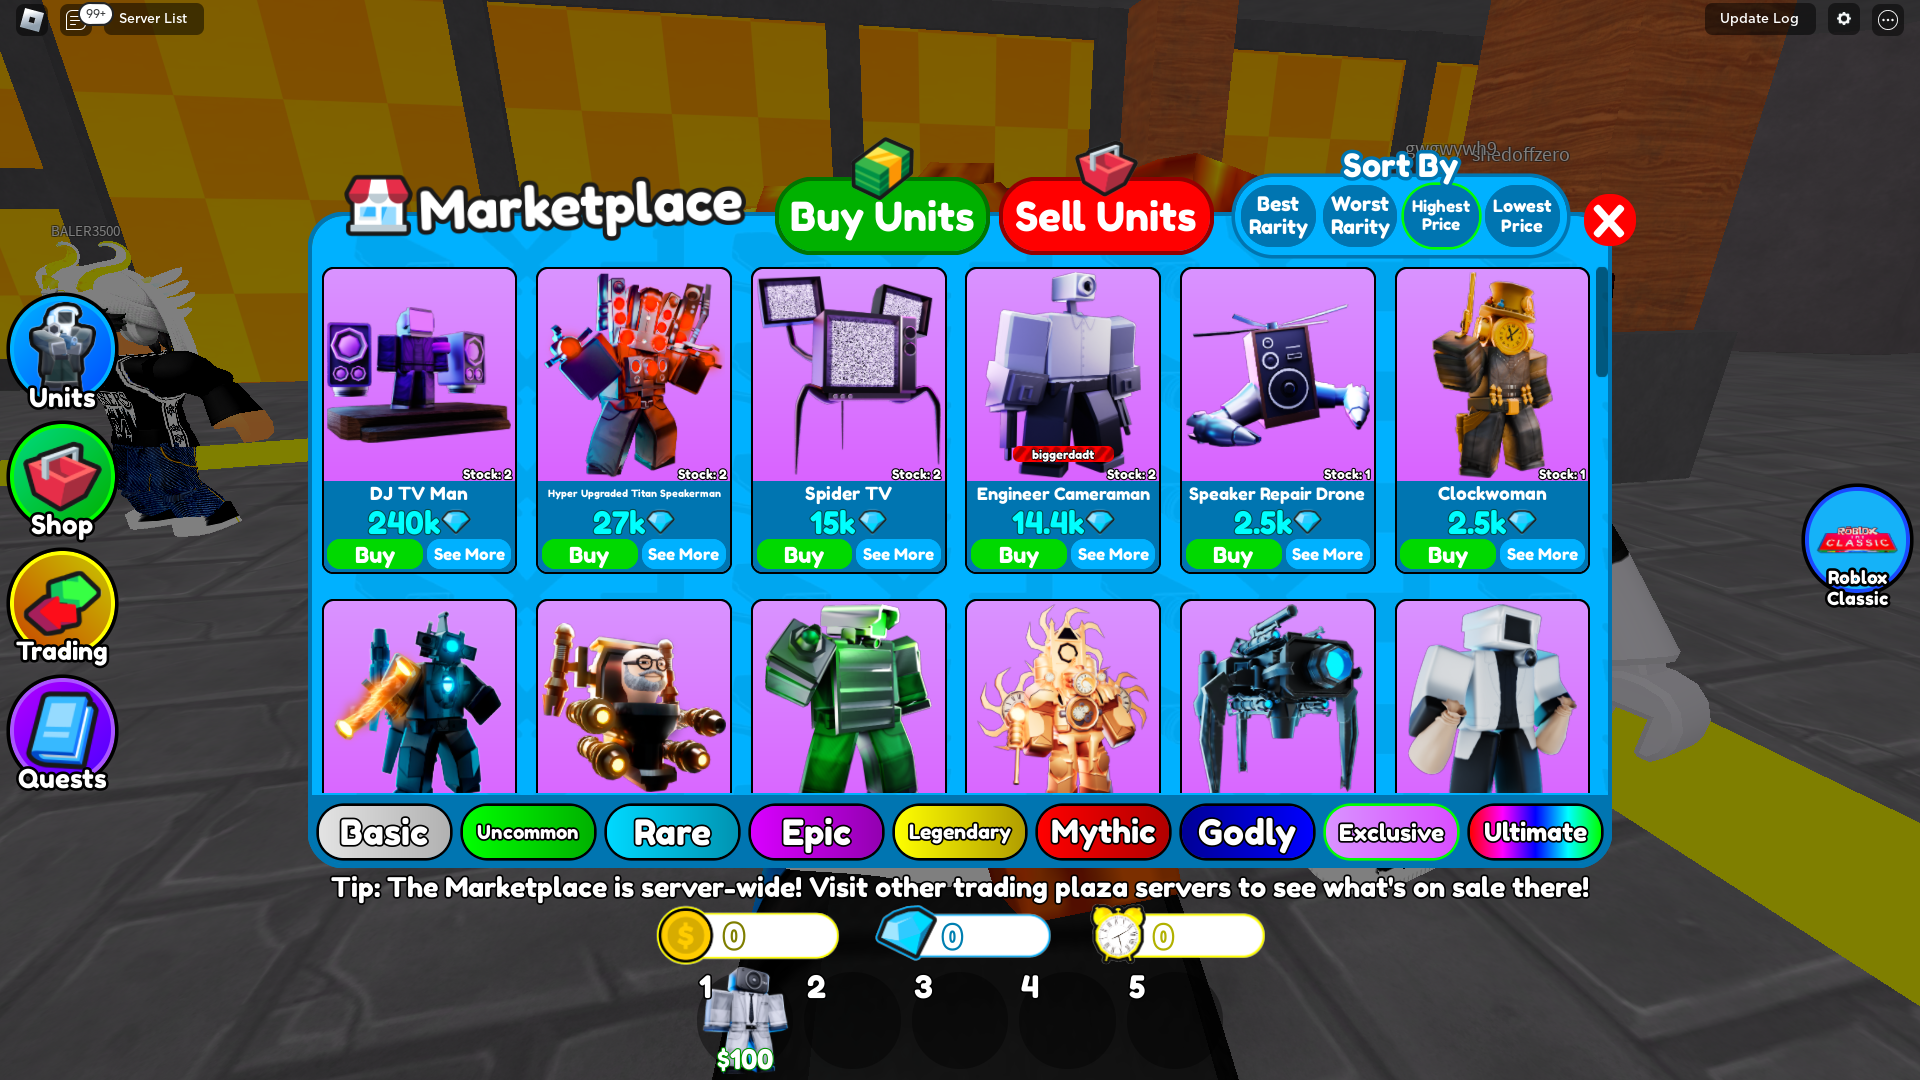 99+
Server List
Update Log
gwgwywh9
shedoffzero
BALER3500
Marketplace
Buy Units
Sell Units
Sort By
Best Rarity
Worst Rarity
Highest Price
Lowest Price
Units
Shop
Trading
Quests
Stock: 2
DJ TV Man
240k
Buy
See More
Stock: 2
Hyper Upgraded Titan Speakerman
27k
Buy
See More
Stock: 2
Spider TV
15k
Buy
See More
biggerdadt
Stock: 2
Engineer Cameraman
14.4k
Buy
See More
Stock: 1
Speaker Repair Drone
2.5k
Buy
See More
Stock: 1
Clockwoman
2.5k
Buy
See More
ROBLOX
THE
CLASSIC
Roblox
Classic
Basic
Uncommon
Rare
Epic
Legendary
Mythic
Godly
Exclusive
Ultimate
Tip: The Marketplace is server-wide! Visit other trading plaza servers to see what's on sale there!
0
0
0
1
2
3
4
5
$100